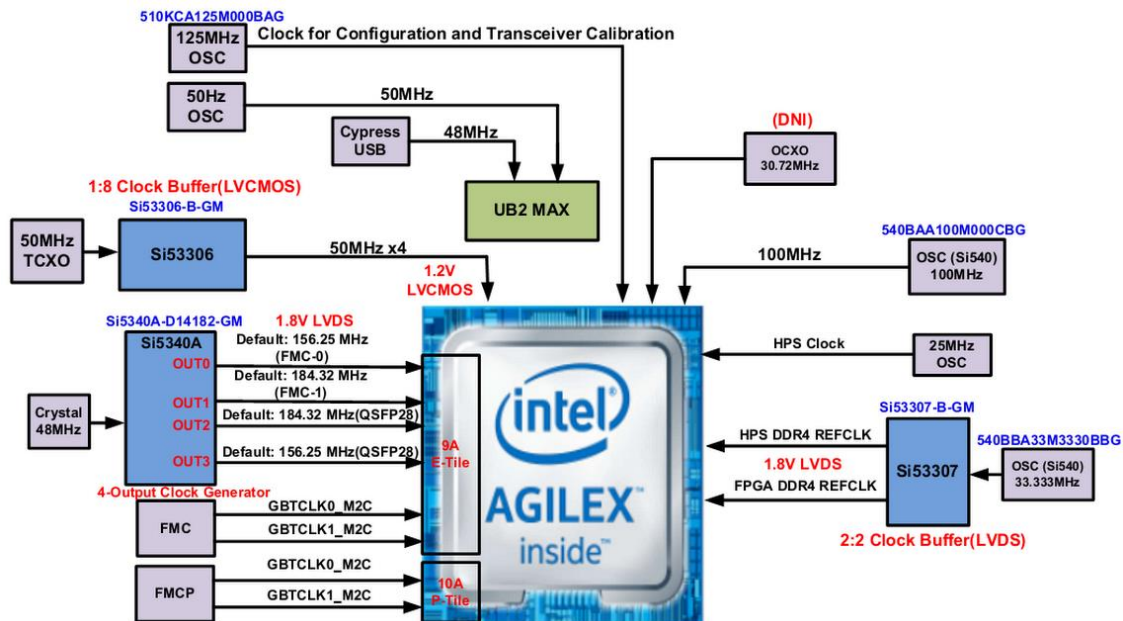 510KCA125M000BAG
125MHz
OSC
Clock for Configuration and Transceiver Calibration
50Hz
OSC
50MHz
Cypress
USB
48MHz
UB2 MAX
(DNI)
OCXO
30.72MHz
1:8 Clock Buffer(LVCMOS)
Si53306-B-GM
50MHz
TCXO
Si53306
50MHz x4
1.2V
LVCMOS
540BAA100M000CBG
100MHz
OSC (Si540)
100MHz
Si5340A-D14182-GM
1.8V LVDS
Si5340A
OUT0
OUT1
OUT2
OUT3
Default: 156.25 MHz
(FMC-0)
Default: 184.32 MHz
(FMC-1)
Default: 184.32 MHz(QSFP28)
Default: 156.25 MHz(QSFP28)
Crystal
48MHz
4-Output Clock Generator
9A
E-Tile
FMC
GBTCLK0_M2C
GBTCLK1_M2C
FMCP
GBTCLK0_M2C
GBTCLK1_M2C
10A
P-Tile
intel
AGILEX™
inside™
HPS Clock
25MHz
OSC
Si53307-B-GM
HPS DDR4 REFCLK
1.8V LVDS
FPGA DDR4 REFCLK
Si53307
540BBA33M3330BBG
OSC (Si540)
33.333MHz
2:2 Clock Buffer(LVDS)